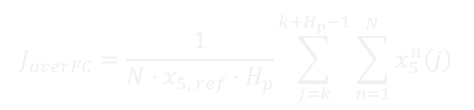 J_{overFC} = \frac{1}{N \cdot x_{5,ref} \cdot H_p} \sum_{j=k}^{k+H_p-1} \sum_{n=1}^{N} x_5^n(j)